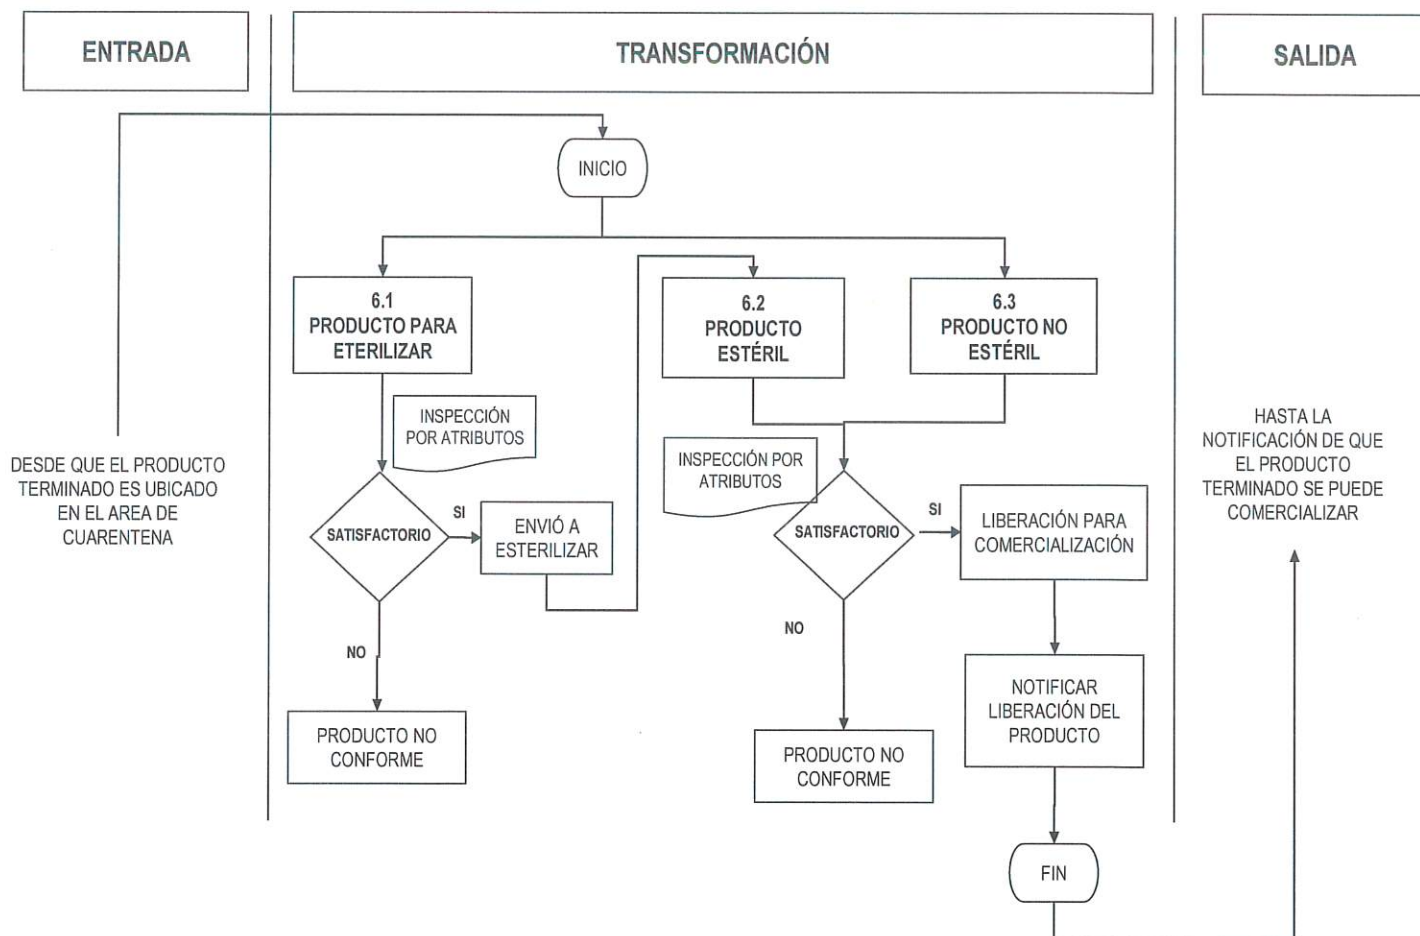 ENTRADA
TRANSFORMACIÓN
SALIDA
INICIO
6.1
PRODUCTO PARA
ETERILIZAR
6.2
PRODUCTO
ESTÉRIL
6.3
PRODUCTO NO
ESTÉRIL
INSPECCIÓN
POR ATRIBUTOS
INSPECCIÓN POR
ATRIBUTOS
DESDE QUE EL PRODUCTO
TERMINADO ES UBICADO
EN EL AREA DE
CUARENTENA
HASTA LA
NOTIFICACIÓN DE QUE
EL PRODUCTO
TERMINADO SE PUEDE
COMERCIALIZAR
SATISFACTORIO
SI
ENVIÓ A
ESTERILIZAR
SATISFACTORIO
SI
LIBERACIÓN PARA
COMERCIALIZACIÓN
NO
NO
PRODUCTO NO
CONFORME
PRODUCTO NO
CONFORME
NOTIFICAR
LIBERACIÓN DEL
PRODUCTO
FIN